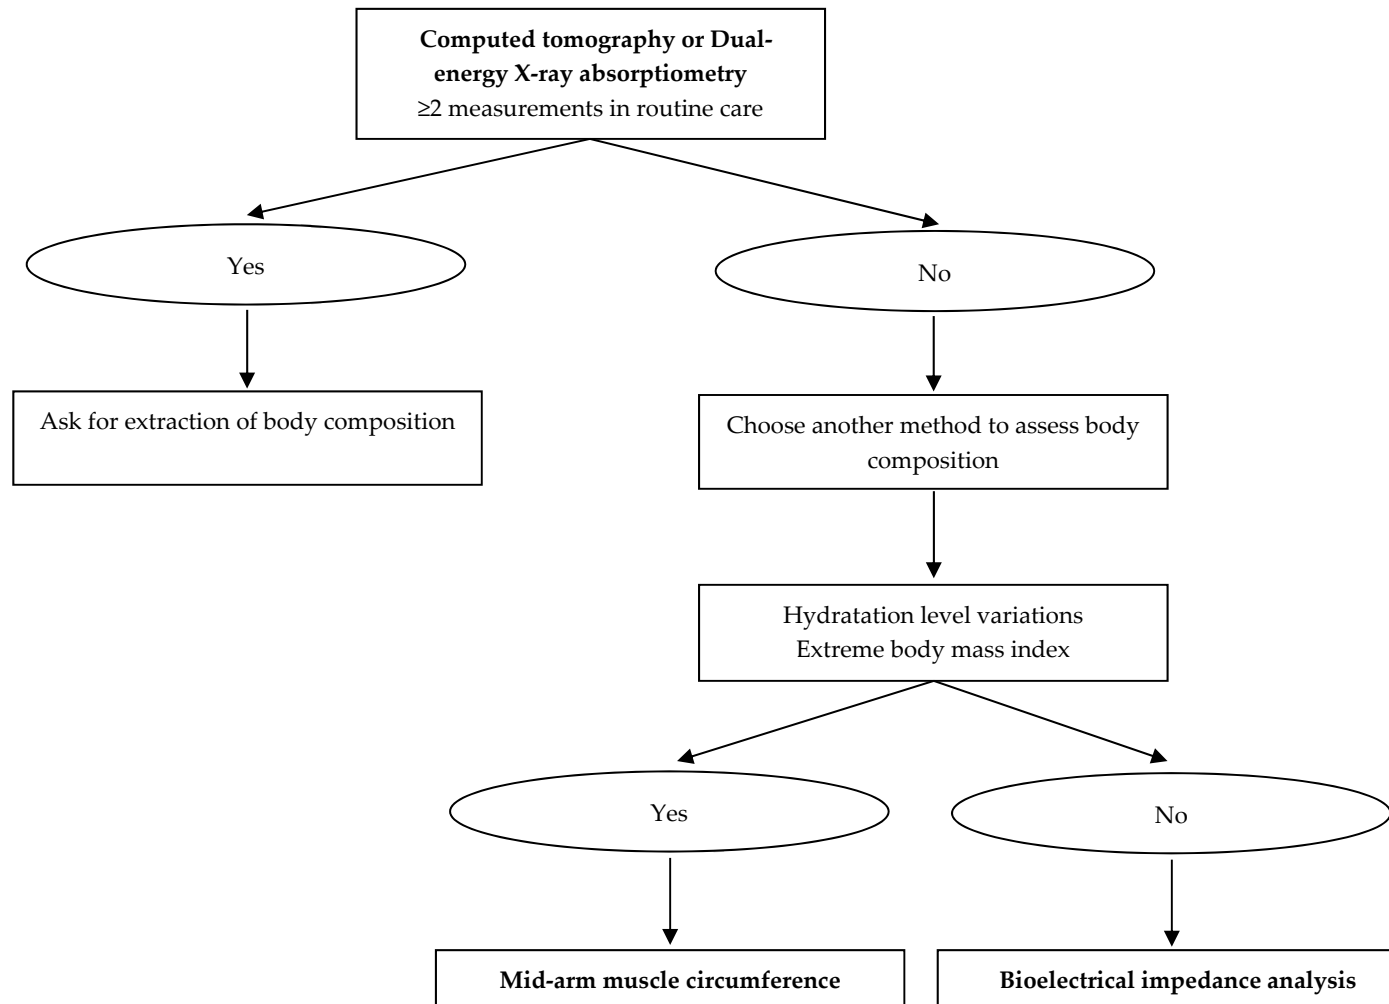 Computed tomography or Dual-
energy X-ray absorptiometry
≥2 measurements in routine care
Yes
No
Ask for extraction of body composition
Choose another method to assess body
composition
Hydratation level variations
Extreme body mass index
Yes
No
Mid-arm muscle circumference
Bioelectrical impedance analysis